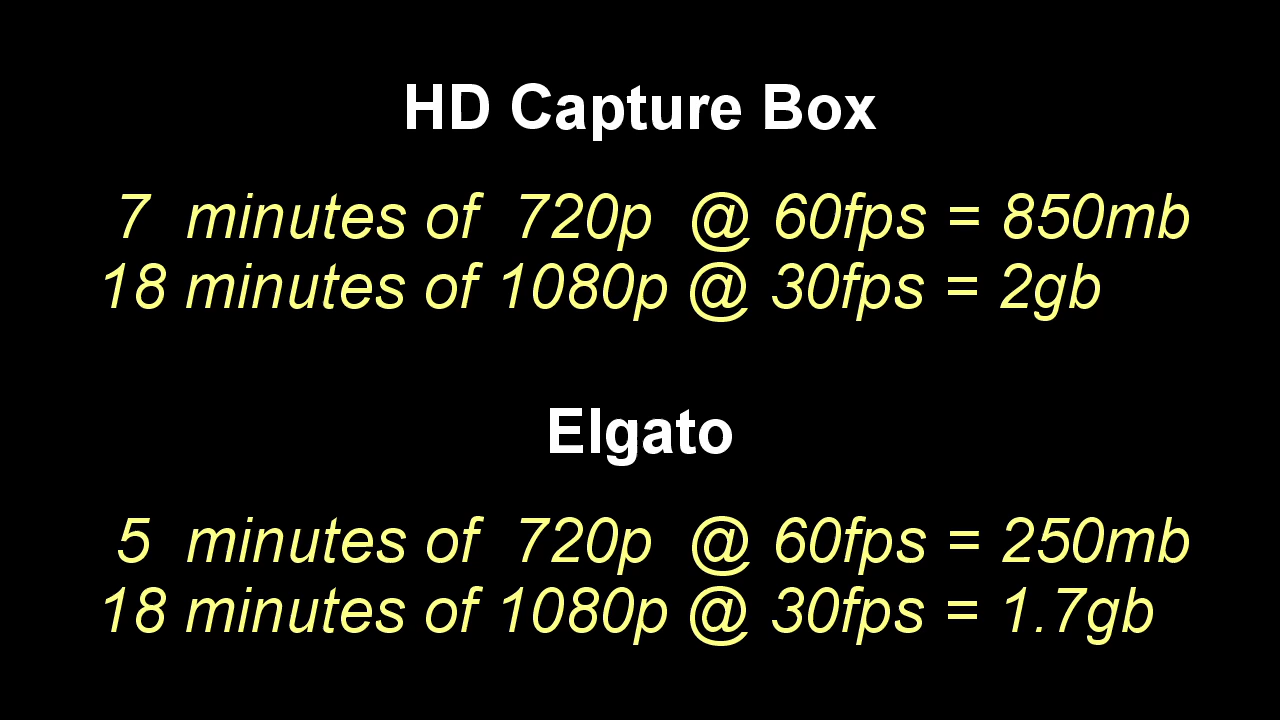 HD Capture Box
7 minutes of 720p @ 60fps = 850mb
18 minutes of 1080p @ 30fps = 2gb
Elgato
5 minutes of 720p @ 60fps = 250mb
18 minutes of 1080p @ 30fps = 1.7gb